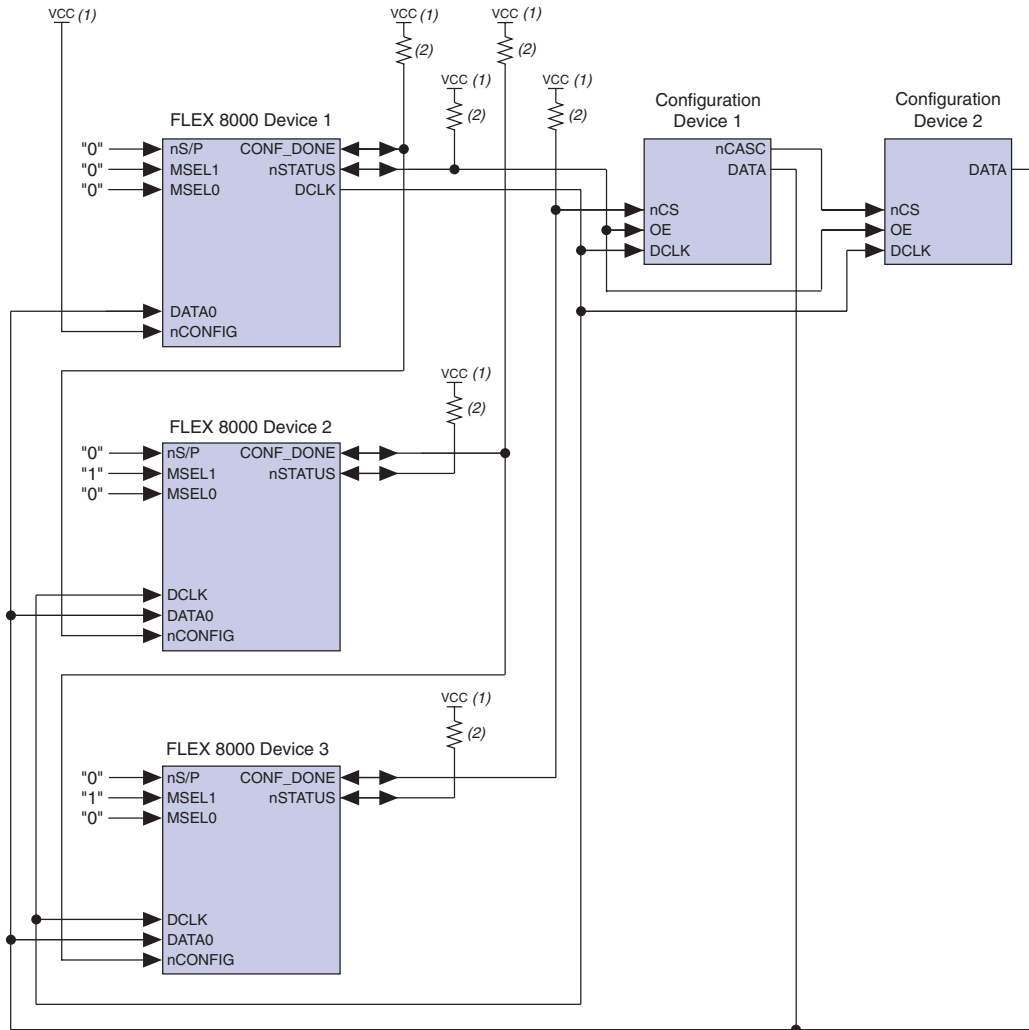 VCC (1)
VCC (1)
VCC (1)
(2)
(2)
VCC (1)
VCC (1)
(2)
(2)
Configuration
Device 1
Configuration
Device 2
FLEX 8000 Device 1
"0"
nS/P
CONF_DONE
"0"
MSEL1
nSTATUS
"0"
MSEL0
DCLK
DATA0
nCONFIG
nCASC
DATA
nCS
OE
DCLK
DATA
nCS
OE
DCLK
VCC (1)
(2)
FLEX 8000 Device 2
"0"
nS/P
CONF_DONE
"1"
MSEL1
nSTATUS
"0"
MSEL0
DCLK
DATA0
nCONFIG
VCC (1)
(2)
FLEX 8000 Device 3
"0"
nS/P
CONF_DONE
"1"
MSEL1
nSTATUS
"0"
MSEL0
DCLK
DATA0
nCONFIG